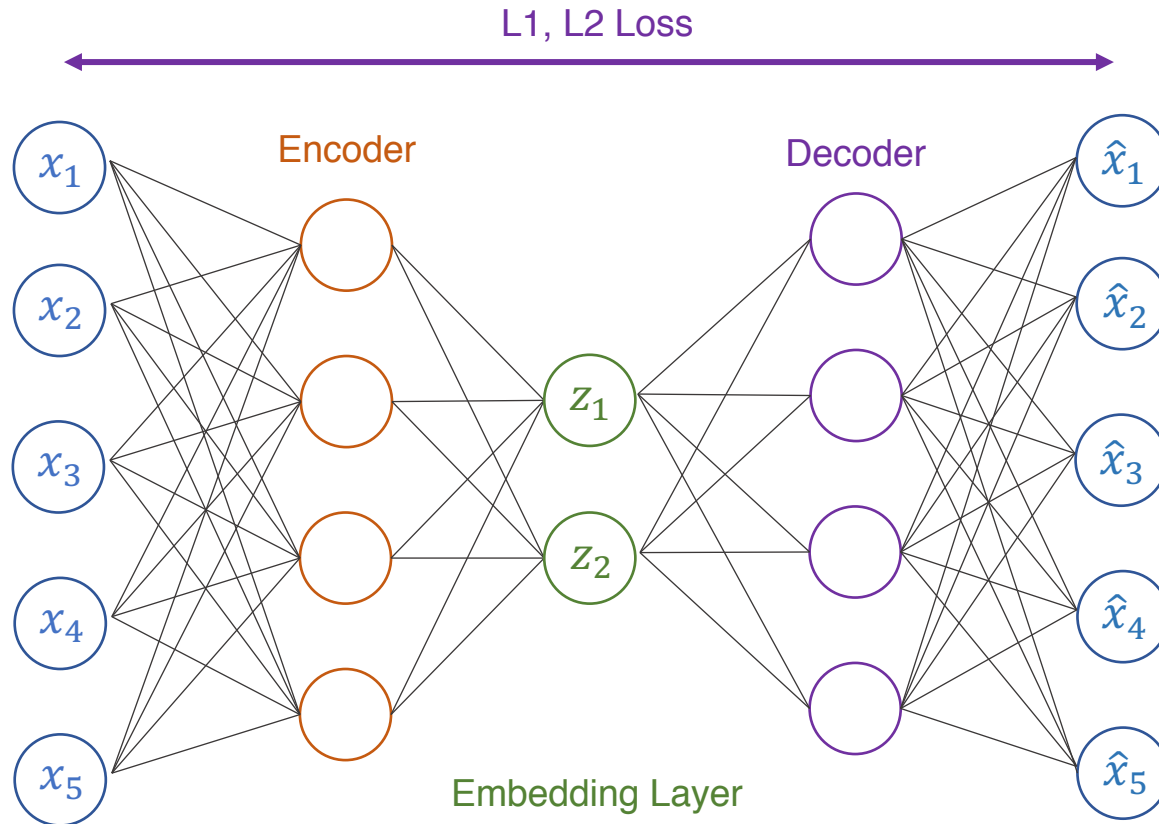 L1, L2 Loss
Encoder
Decoder
x₁
x₂
x₃
x₄
x₅
z₁
z₂
x̂₁
x̂₂
x̂₃
x̂₄
x̂₅
Embedding Layer